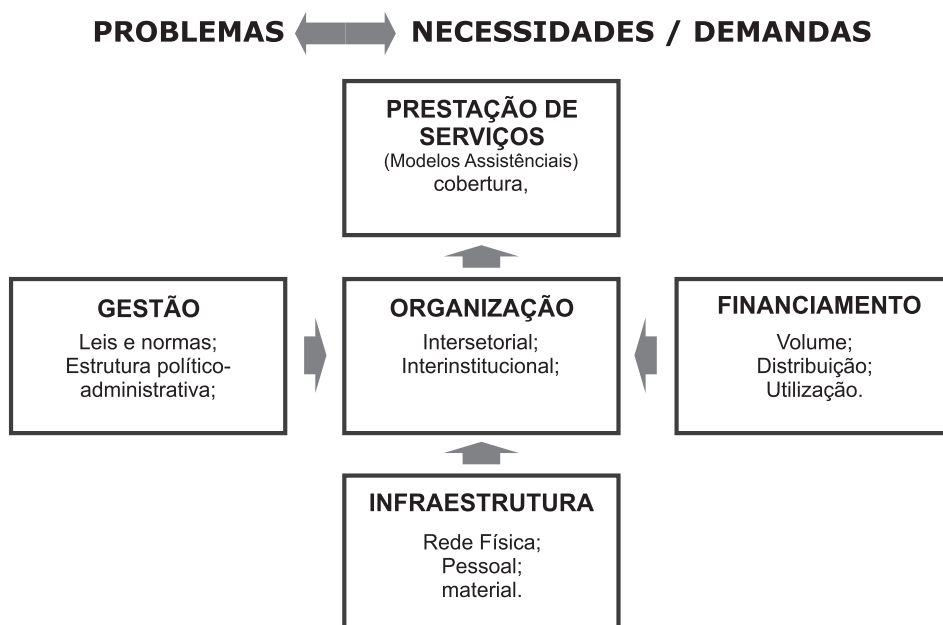 PROBLEMAS NECESSIDADES / DEMANDAS
PRESTAÇÃO DE
SERVIÇOS
(Modelos Assistênciais)
cobertura,
GESTÃO
Leis e normas;
Estrutura político-
administrativa;
ORGANIZAÇÃO
Intersetorial;
Interinstitucional;
FINANCIAMENTO
Volume;
Distribuição;
Utilização.
INFRAESTRUTURA
Rede Física;
Pessoal;
material.